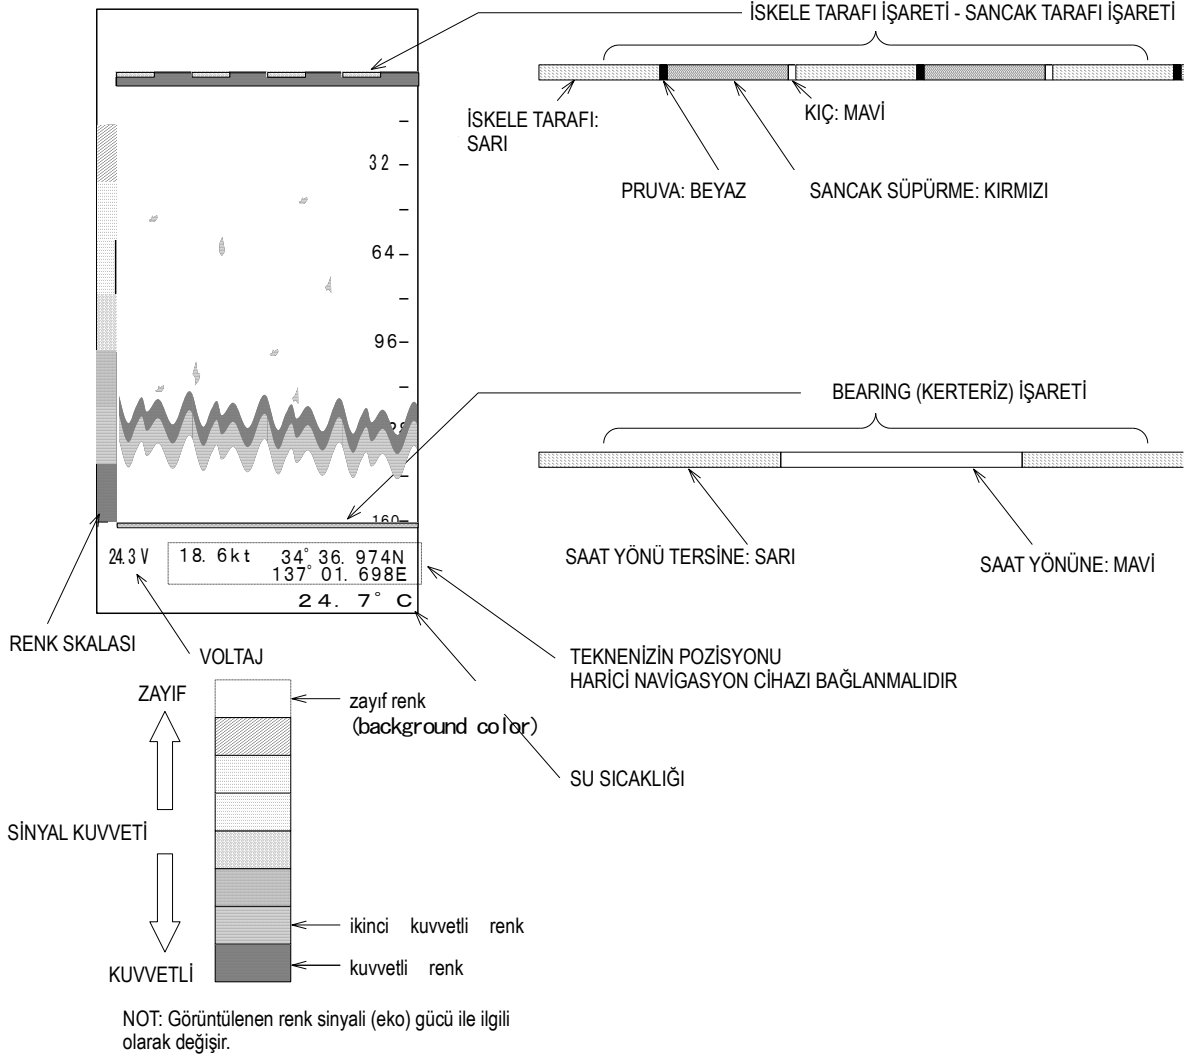 İSKELE TARAFI İŞARETİ - SANCAK TARAFI İŞARETİ
İSKELE TARAFI:
SARI
KIÇ: MAVİ
PRUVA: BEYAZ
SANCAK SÜPÜRME: KIRMIZI
32
64
96
160
BEARING (KERTERİZ) İŞARETİ
SAAT YÖNÜ TERSİNE: SARI
SAAT YÖNÜNE: MAVİ
24.3 V
18. 6kt
34° 36. 974N
137° 01. 698E
24. 7° C
RENK SKALASI
VOLTAJ
TEKNENİZİN POZİSYONU
HARİCİ NAVİGASYON CİHAZI BAĞLANMALIDIR
SU SICAKLIĞI
ZAYIF
zayıf renk
(background color)
SİNYAL KUVVETİ
ikinci kuvvetli renk
KUVVETLİ
kuvvetli renk
NOT: Görüntülenen renk sinyali (eko) gücü ile ilgili
olarak değişir.